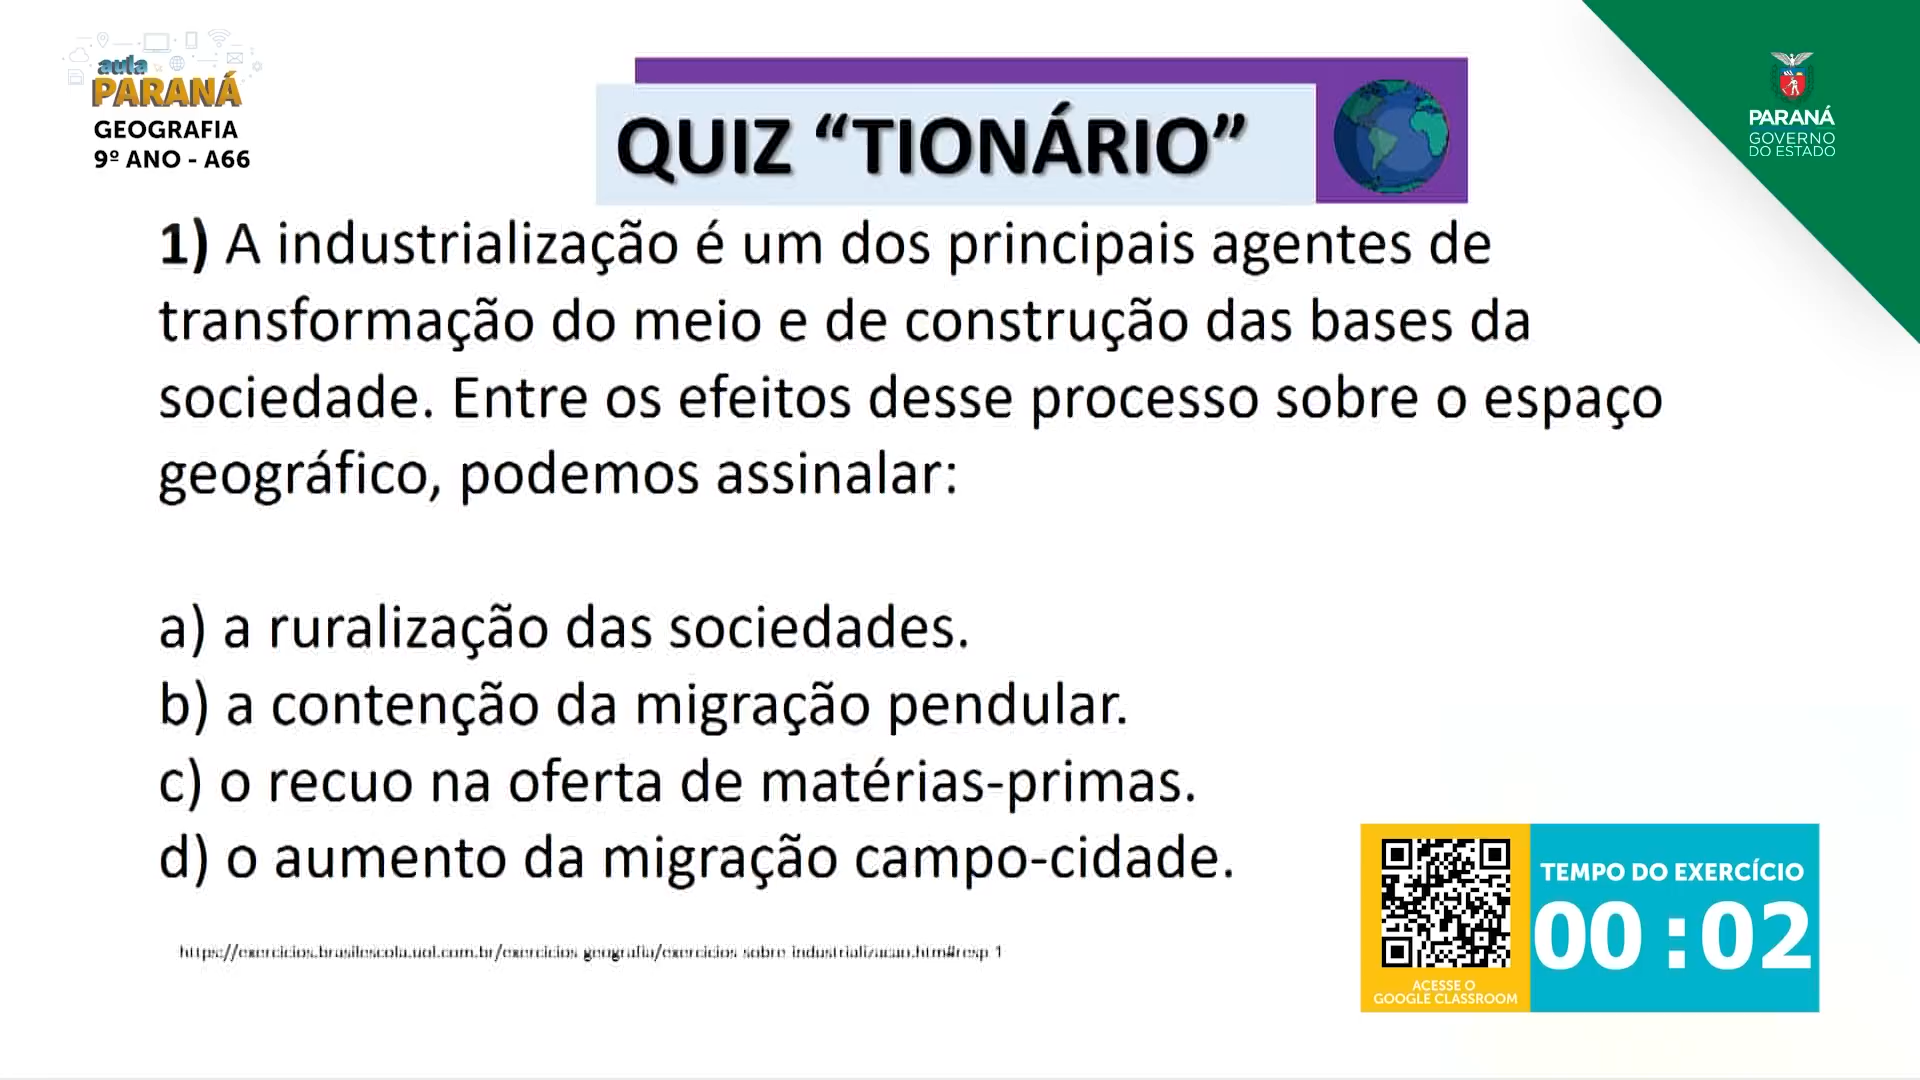 aula
PARANÁ
GEOGRAFIA
9º ANO - A66
QUIZ “TIONÁRIO”
PARANÁ
GOVERNO
DO ESTADO
1) A industrialização é um dos principais agentes de
transformação do meio e de construção das bases da
sociedade. Entre os efeitos desse processo sobre o espaço
geográfico, podemos assinalar:
a) a ruralização das sociedades.
b) a contenção da migração pendular.
c) o recuo na oferta de matérias-primas.
d) o aumento da migração campo-cidade.
https://exercicios.brasilescola.uol.com.br/exercicios-geografia/exercicios-sobre-industrializacao.htm#resp-1
TEMPO DO EXERCÍCIO
00 :02
ACESSE O
GOOGLE CLASSROOM